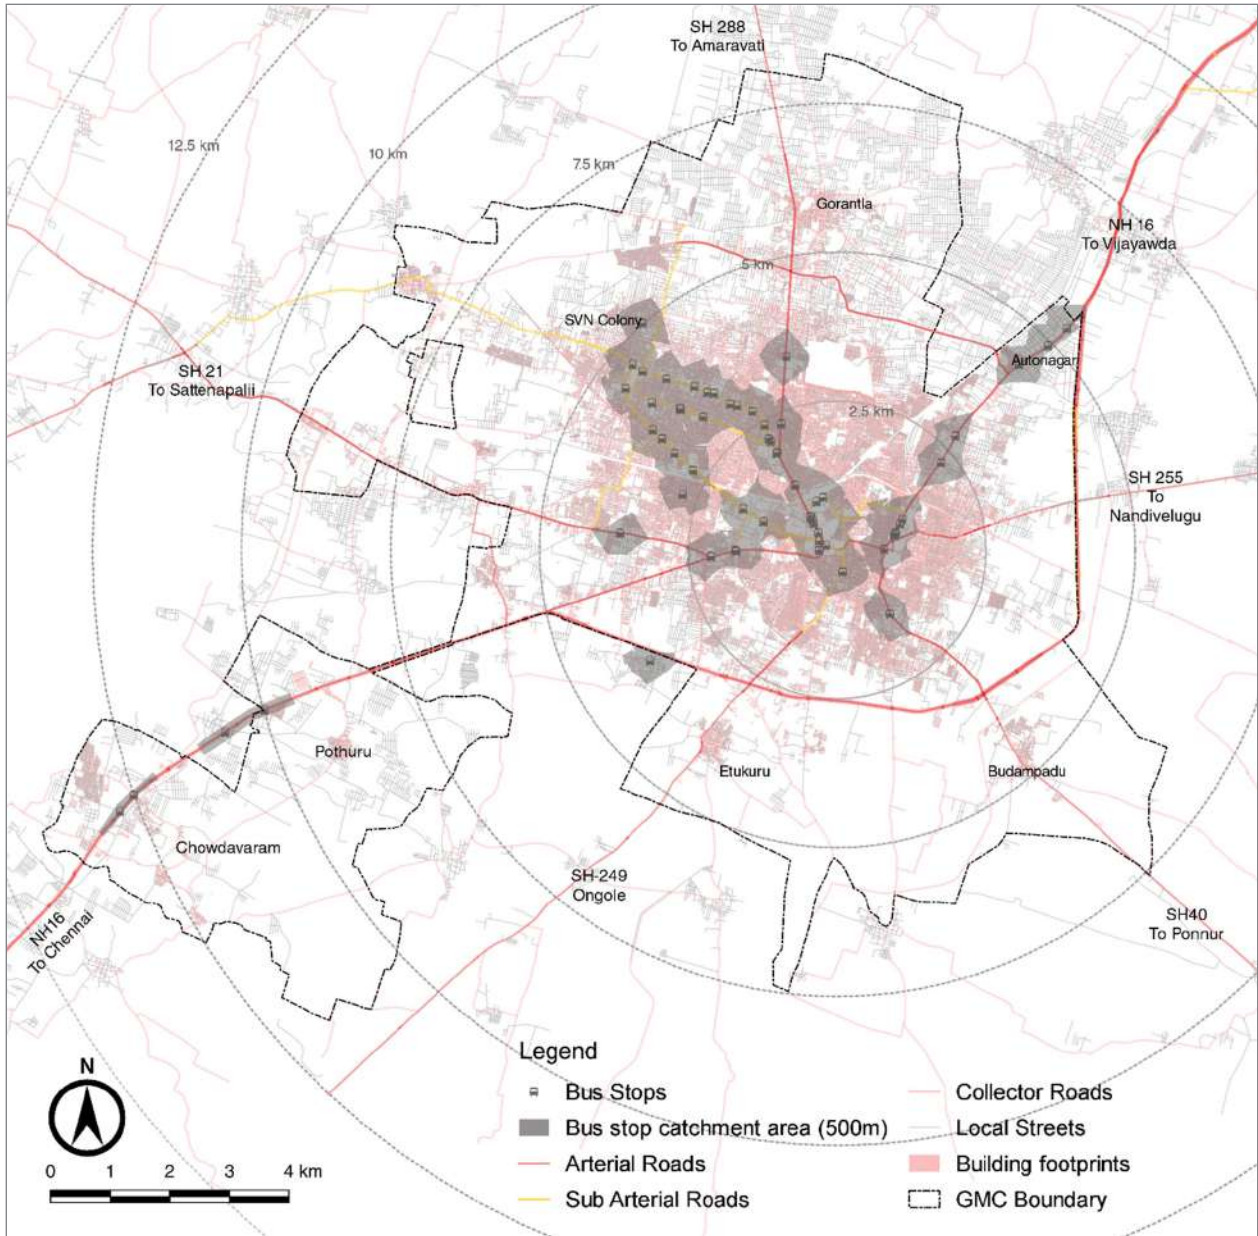 SH 288
To Amaravati
12.5 km
10 km
7.5 km
Gorantla
NH 16
To Vijayawda
5 km
SVN Colony
Autonagar
SH 21
To Sattenapalii
2.5 km
SH 255
To
Nandivelugu
Pothuru
Etukuru
Budampadu
Chowdavaram
SH-249
Ongole
NH16
To Chennai
SH40
To Ponnur
N
0 1 2 3 4 km
Legend
Bus Stops
Bus stop catchment area (500m)
Arterial Roads
Sub Arterial Roads
Collector Roads
Local Streets
Building footprints
GMC Boundary